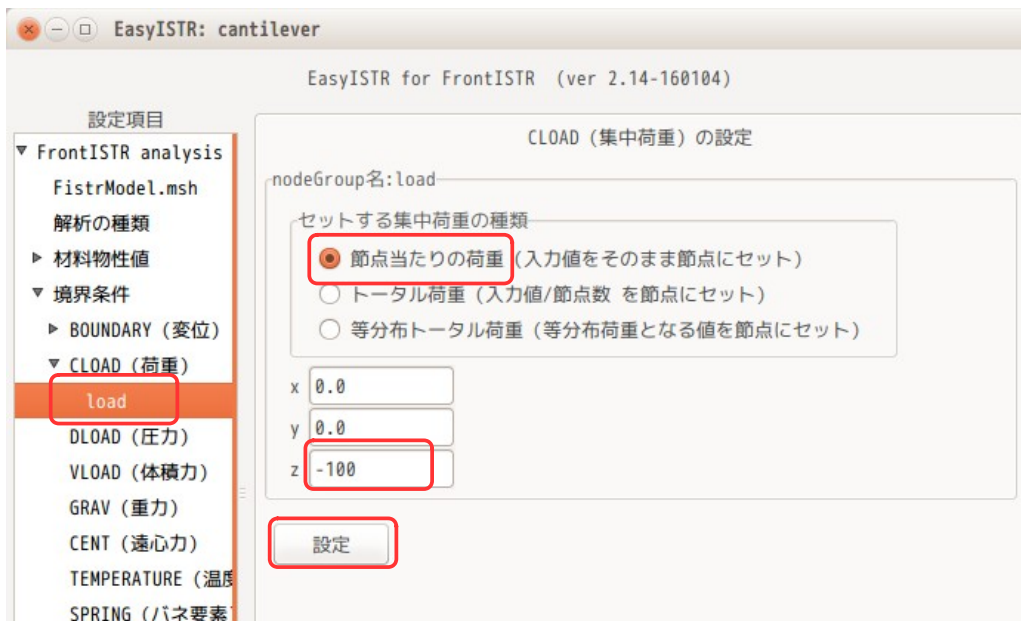 EasyISTR: cantilever
EasyISTR for FrontISTR (ver 2.14-160104)
設定項目
FrontISTR analysis
FistrModel.msh
解析の種類
材料物性値
境界条件
BOUNDARY (変位)
CLOAD (荷重)
load
DLOAD (圧力)
VLOAD (体積力)
GRAV (重力)
CENT (遠心力)
TEMPERATURE (温度
SPRING (バネ要素
CLOAD (集中荷重) の設定
nodeGroup名:load
セットする集中荷重の種類
節点当たりの荷重 (入力値をそのまま節点にセット)
トータル荷重 (入力値/節点数 を節点にセット)
等分布トータル荷重 (等分布荷重となる値を節点にセット)
x 0.0
y 0.0
z -100
設定